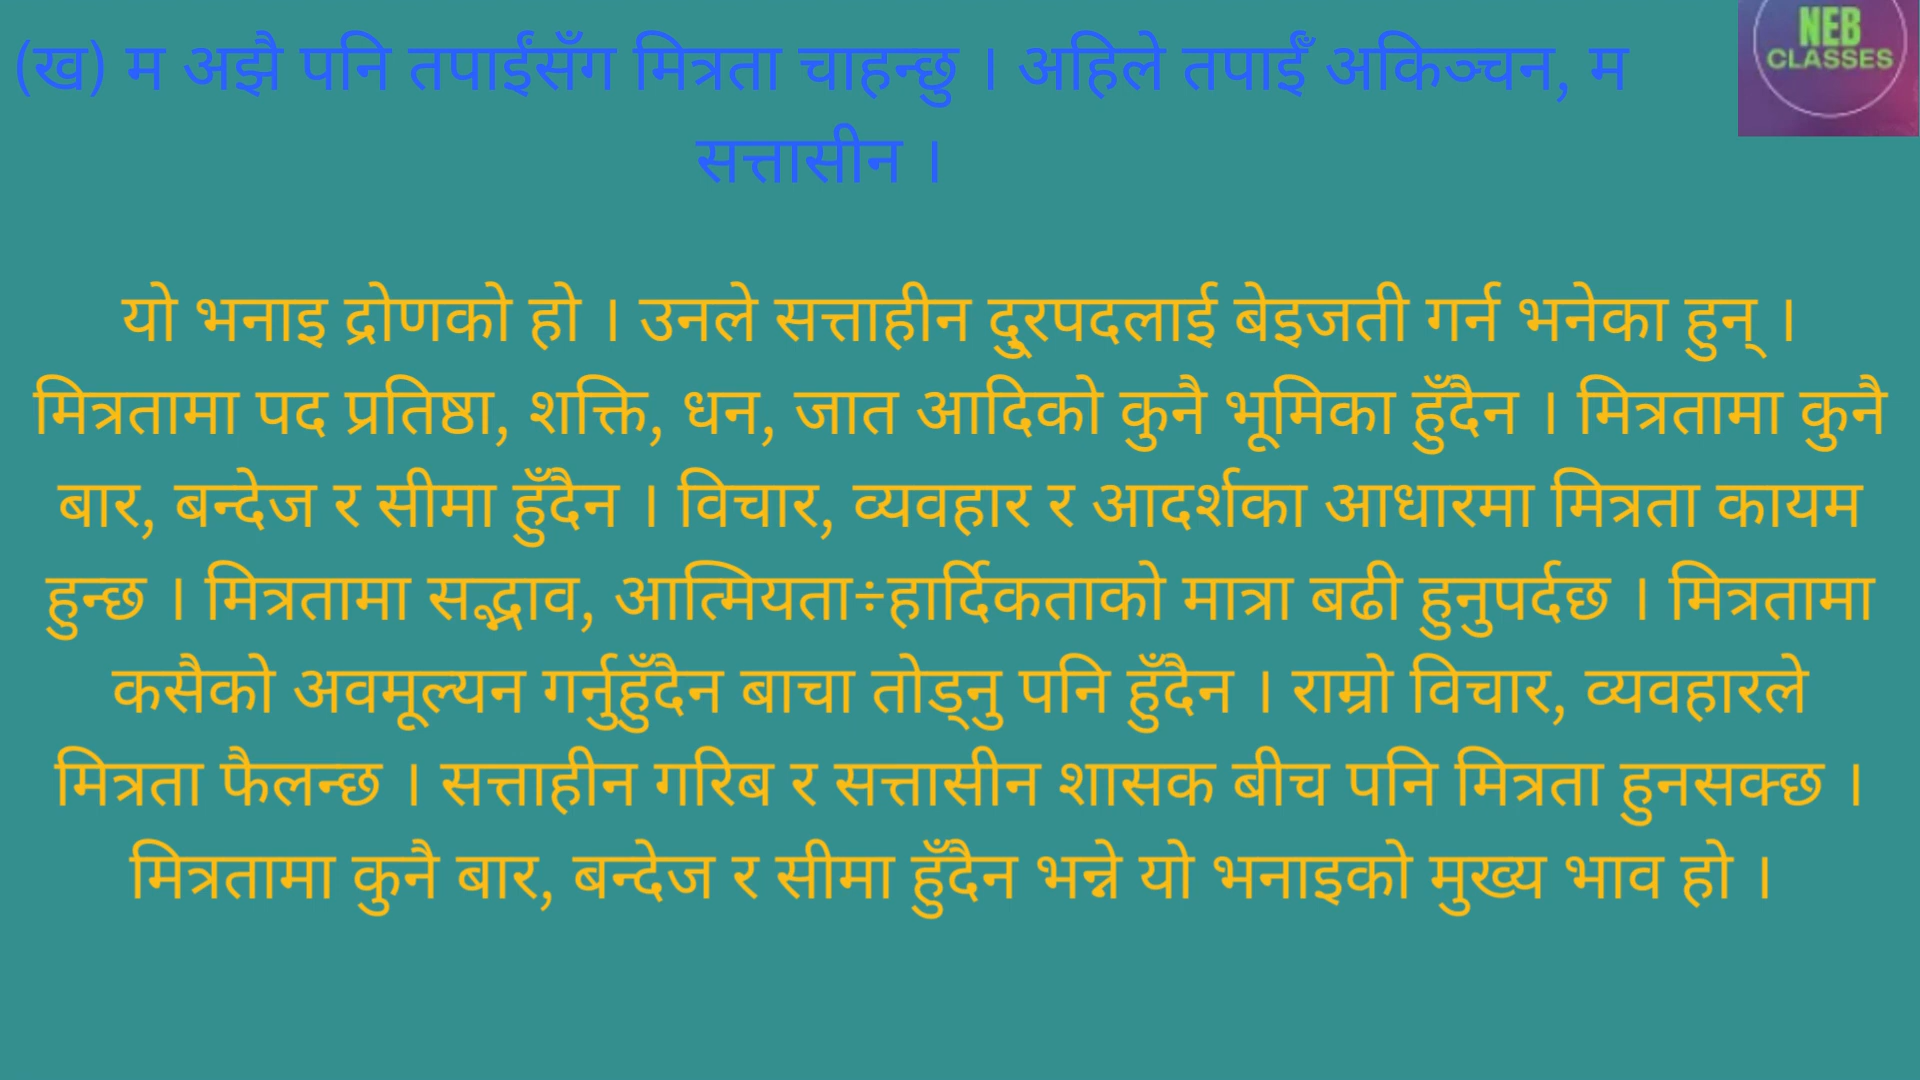 (ख) म अझै पनि तपाईंसँग मित्रता चाहन्छु । अहिले तपाईँ अकिञ्चन, म
सत्तासीन ।
NEB
CLASSES
यो भनाइ द्रोणको हो । उनले सत्ताहीन दु्रपदलाई बेइजती गर्न भनेका हुन् ।
मित्रतामा पद प्रतिष्ठा, शक्ति, धन, जात आदिको कुनै भूमिका हुँदैन । मित्रतामा कुनै
बार, बन्देज र सीमा हुँदैन । विचार, व्यवहार र आदर्शका आधारमा मित्रता कायम
हुन्छ । मित्रतामा सद्भाव, आत्मियता÷हार्दिकताको मात्रा बढी हुनुपर्दछ । मित्रतामा
कसैको अवमूल्यन गर्नुहुँदैन बाचा तोड्नु पनि हुँदैन । राम्रो विचार, व्यवहारले
मित्रता फैलन्छ । सत्ताहीन गरिब र सत्तासीन शासक बीच पनि मित्रता हुनसक्छ ।
मित्रतामा कुनै बार, बन्देज र सीमा हुँदैन भन्ने यो भनाइको मुख्य भाव हो ।